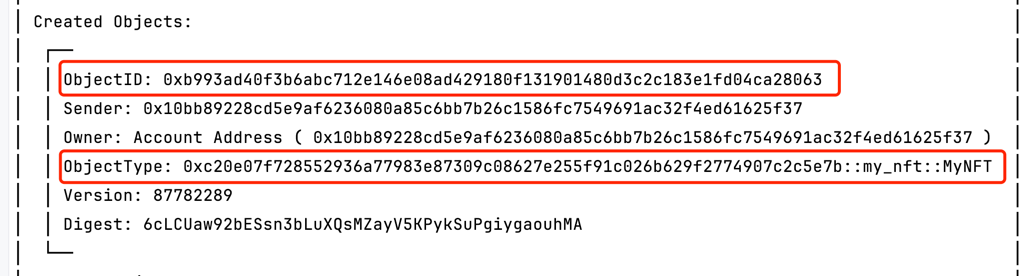 Created Objects:
ObjectID: 0xb993ad40f3b6abc712e146e08ad429180f131901480d3c2c183e1fd04ca28063
Sender: 0x10bb89228cd5e9af6236080a85c6bb7b26c1586fc7549691ac32f4ed61625f37
Owner: Account Address ( 0x10bb89228cd5e9af6236080a85c6bb7b26c1586fc7549691ac32f4ed61625f37 )
ObjectType: 0xc20e07f728552936a77983e87309c08627e255f91c026b629f2774907c2c5e7b::my_nft::MyNFT
Version: 87782289
Digest: 6cLCUaw92bESsn3bLuXQsMZayV5KPykSuPgiygaouhMA